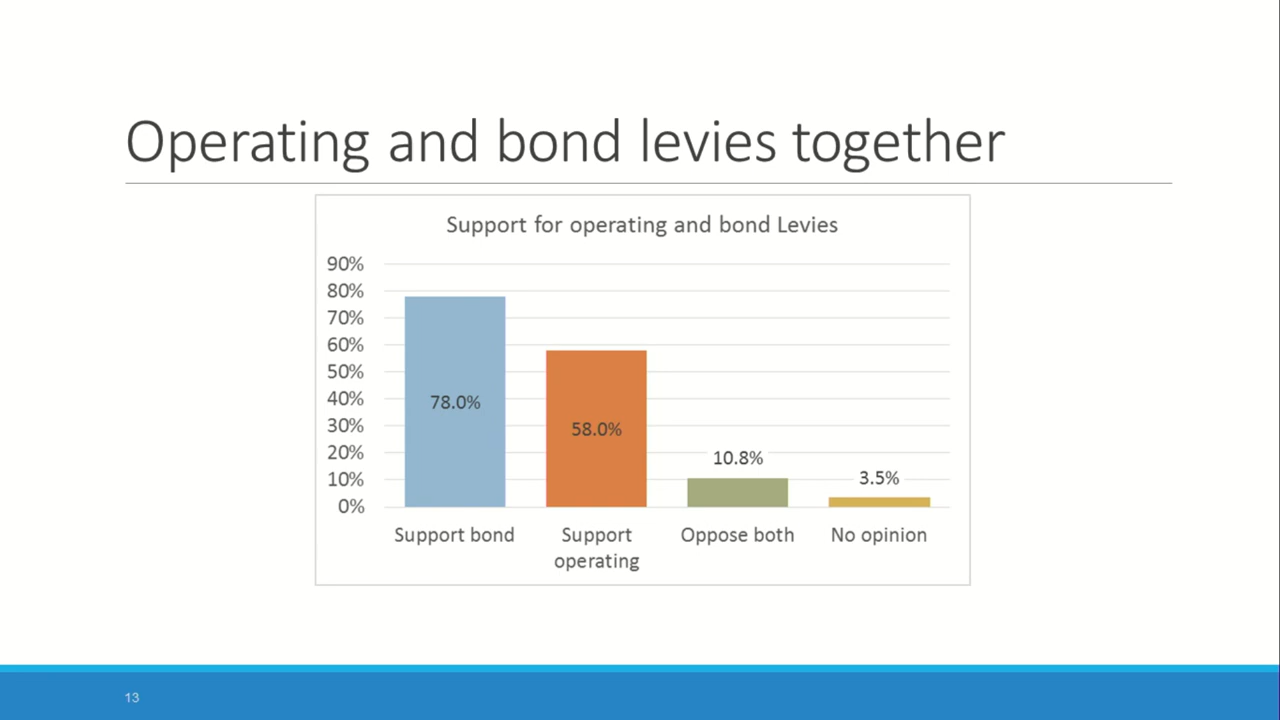 Operating and bond levies together
Support for operating and bond Levies
90%
80%
70%
60%
50%
40%
30%
20%
10%
0%
78.0%
58.0%
10.8%
3.5%
Support bond
Support
operating
Oppose both
No opinion
13